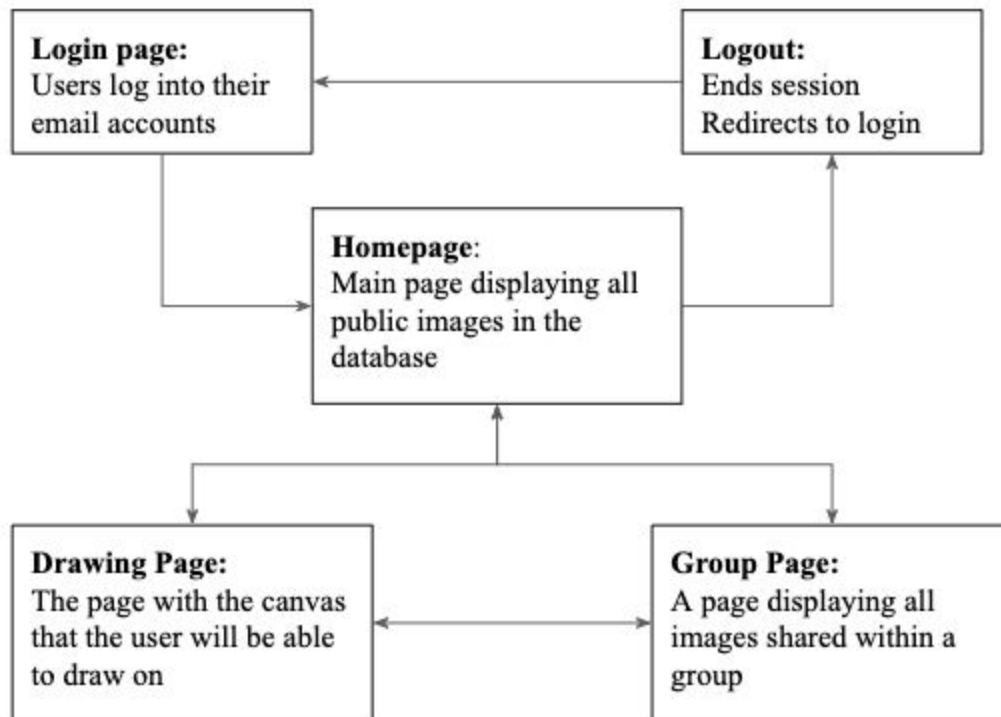 Login page:
Users log into their
email accounts
Logout:
Ends session
Redirects to login
Homepage:
Main page displaying all
public images in the
database
Drawing Page:
The page with the canvas
that the user will be able
to draw on
Group Page:
A page displaying all
images shared within a
group